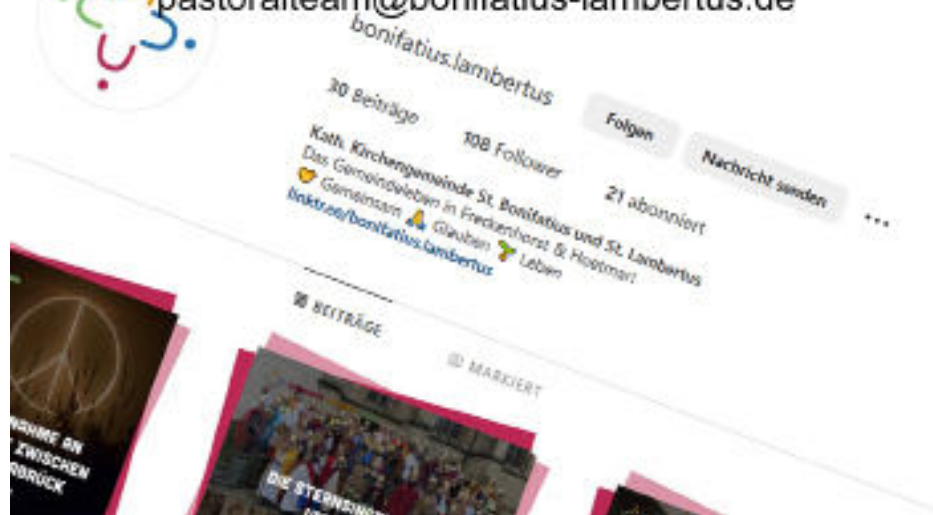 pastoralteam@bonifatius-lambertus.de
bonifatius.lambertus
Folgen
Nachricht senden
...
30 Beiträge
108 Follower
21 abonniert
Kath. Kirchengemeinde St. Bonifatius und St. Lambertus
Das Gemeindeleben in Freckenhorst & Hoetmar!
🧡 Gemeinsam 🙏 Glauben 🌱 Leben
linktr.ee/bonifatius.lambertus
BEITRÄGE
MARKIERT
AN
ZWISCHEN
DIE